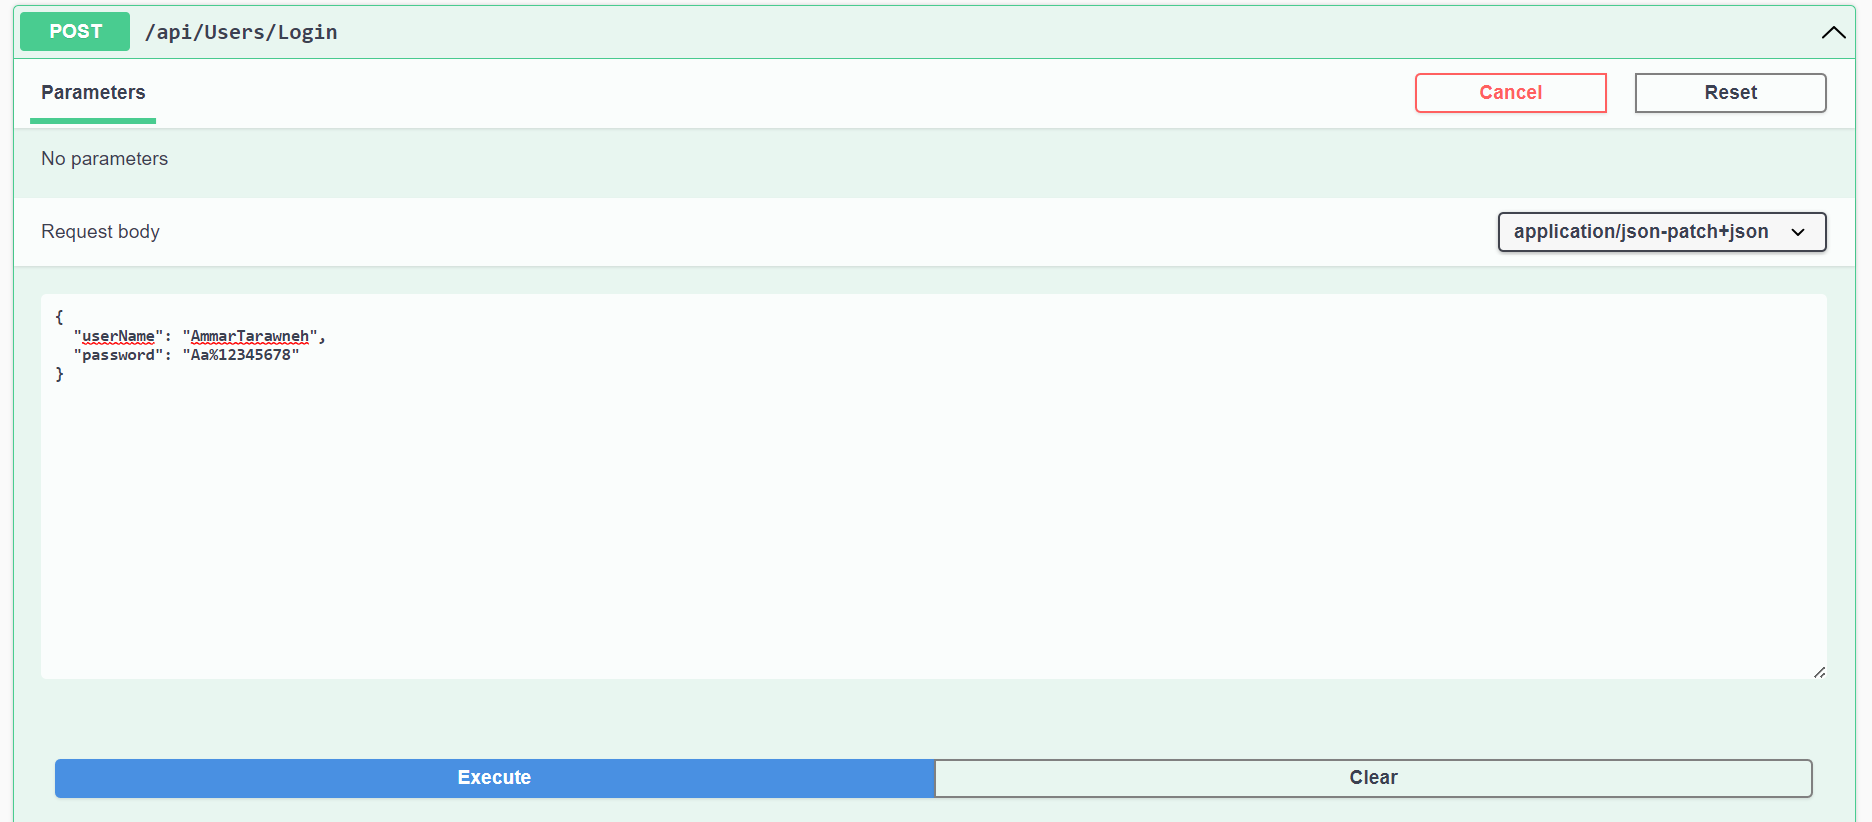 POST /api/Users/Login
Parameters
Cancel
Reset
No parameters
Request body
application/json-patch+json
{
  "userName": "AmmarTarawneh",
  "password": "Aa%12345678"
}
Execute
Clear